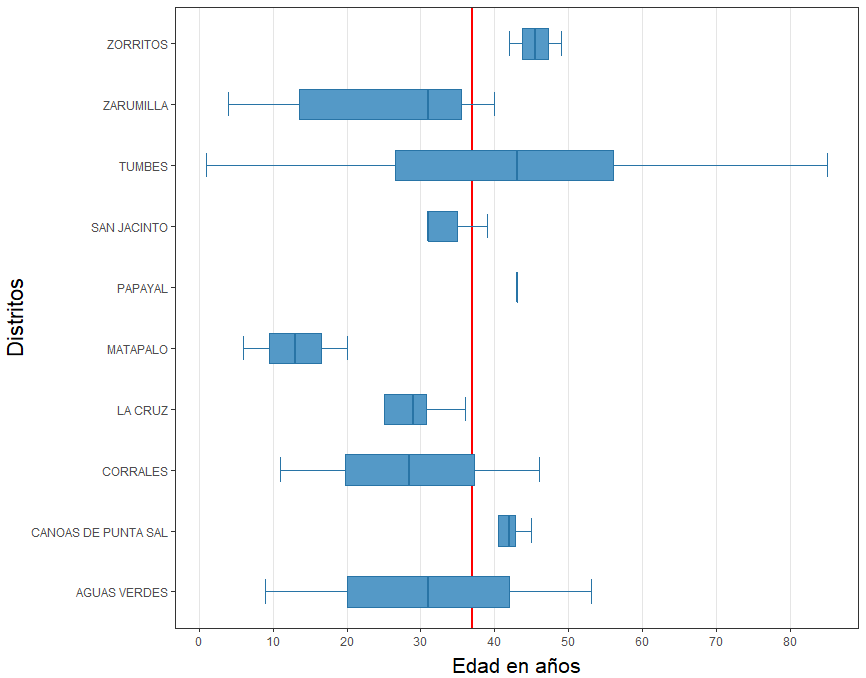 ZORRITOS
ZARUMILLA
TUMBES
SAN JACINTO
PAPAYAL
MATAPALO
LA CRUZ
CORRALES
CANOAS DE PUNTA SAL
AGUAS VERDES
Distritos
0 10 20 30 40 50 60 70 80
Edad en años